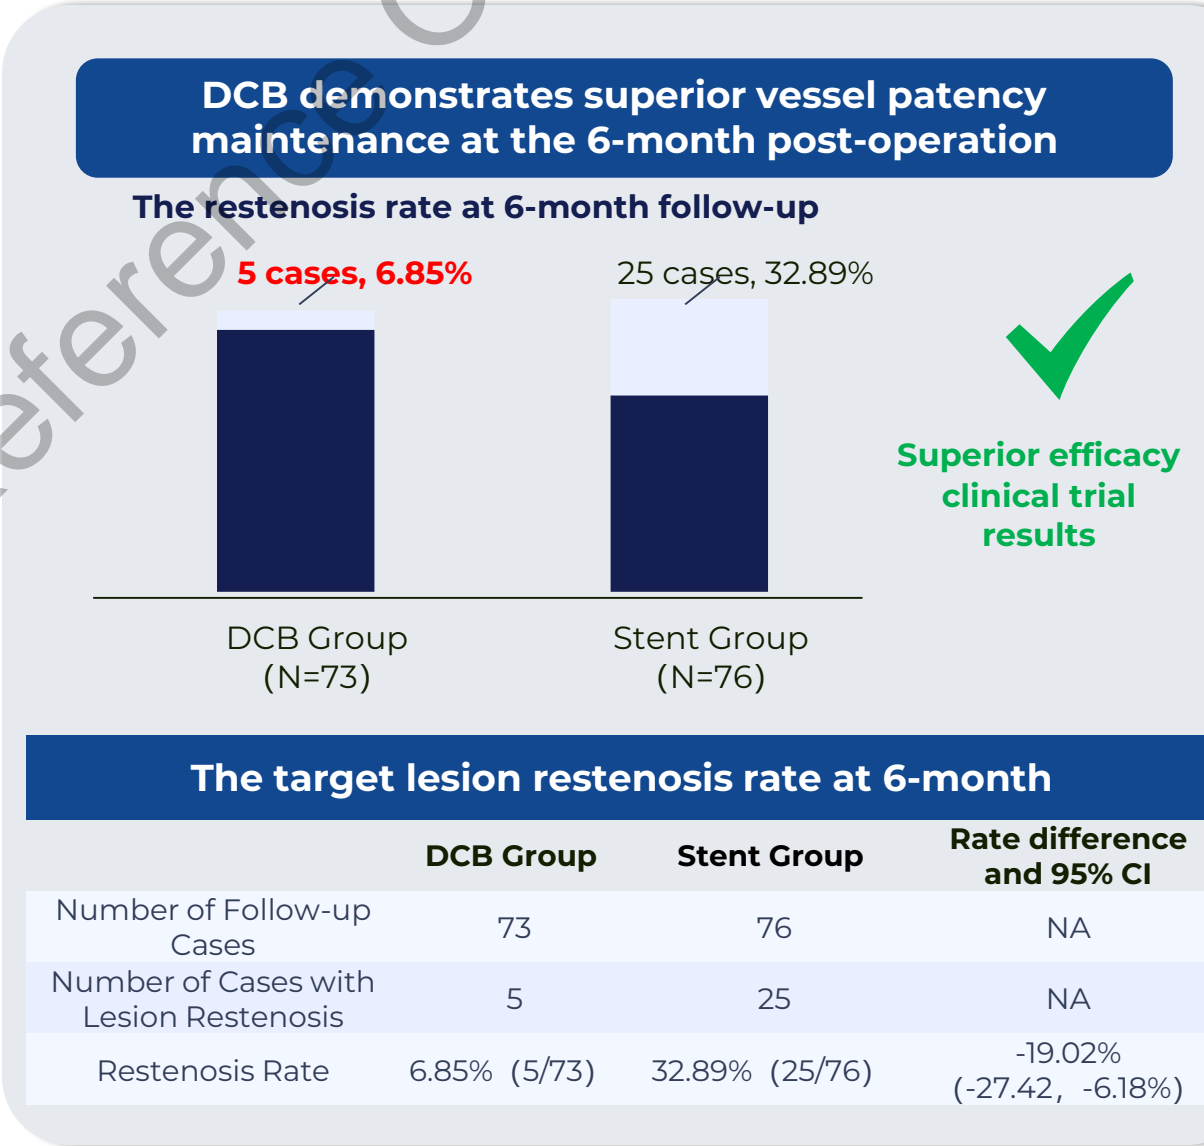 DCB demonstrates superior vessel patency
maintenance at the 6-month post-operation
The restenosis rate at 6-month follow-up
5 cases, 6.85%
25 cases, 32.89%
Superior efficacy
clinical trial
results
DCB Group
(N=73)
Stent Group
(N=76)
The target lesion restenosis rate at 6-month
DCB Group
Stent Group
Rate difference
and 95% CI
Number of Follow-up
Cases
73
76
NA
Number of Cases with
Lesion Restenosis
5
25
NA
Restenosis Rate
6.85% (5/73)
32.89% (25/76)
-19.02%
(-27.42, -6.18%)